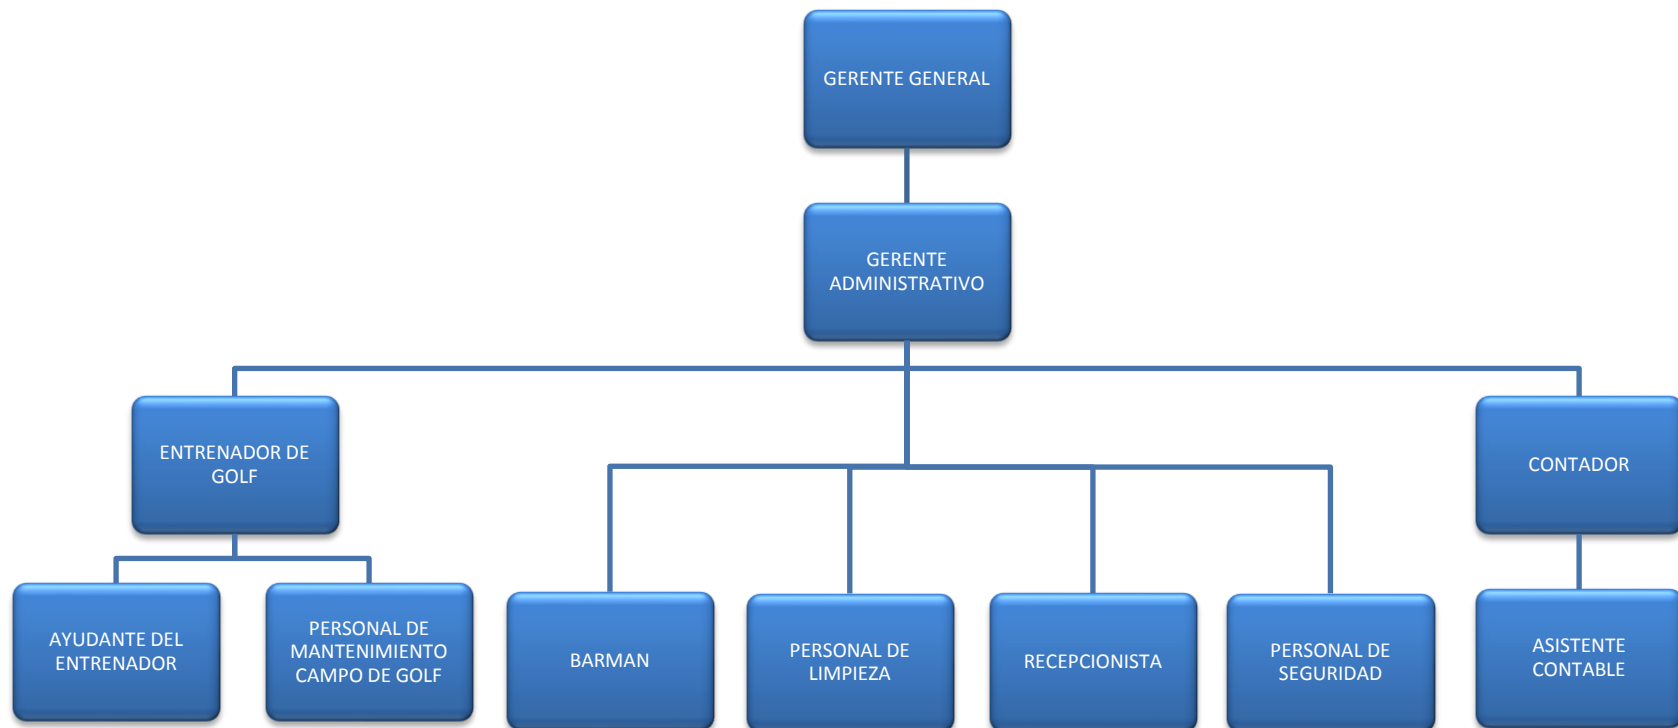 GERENTE GENERAL
GERENTE
ADMINISTRATIVO
ENTRENADOR DE
GOLF
CONTADOR
AYUDANTE DEL
ENTRENADOR
PERSONAL DE
MANTENIMIENTO
CAMPO DE GOLF
BARMAN
PERSONAL DE
LIMPIEZA
RECEPCIONISTA
PERSONAL DE
SEGURIDAD
ASISTENTE
CONTABLE